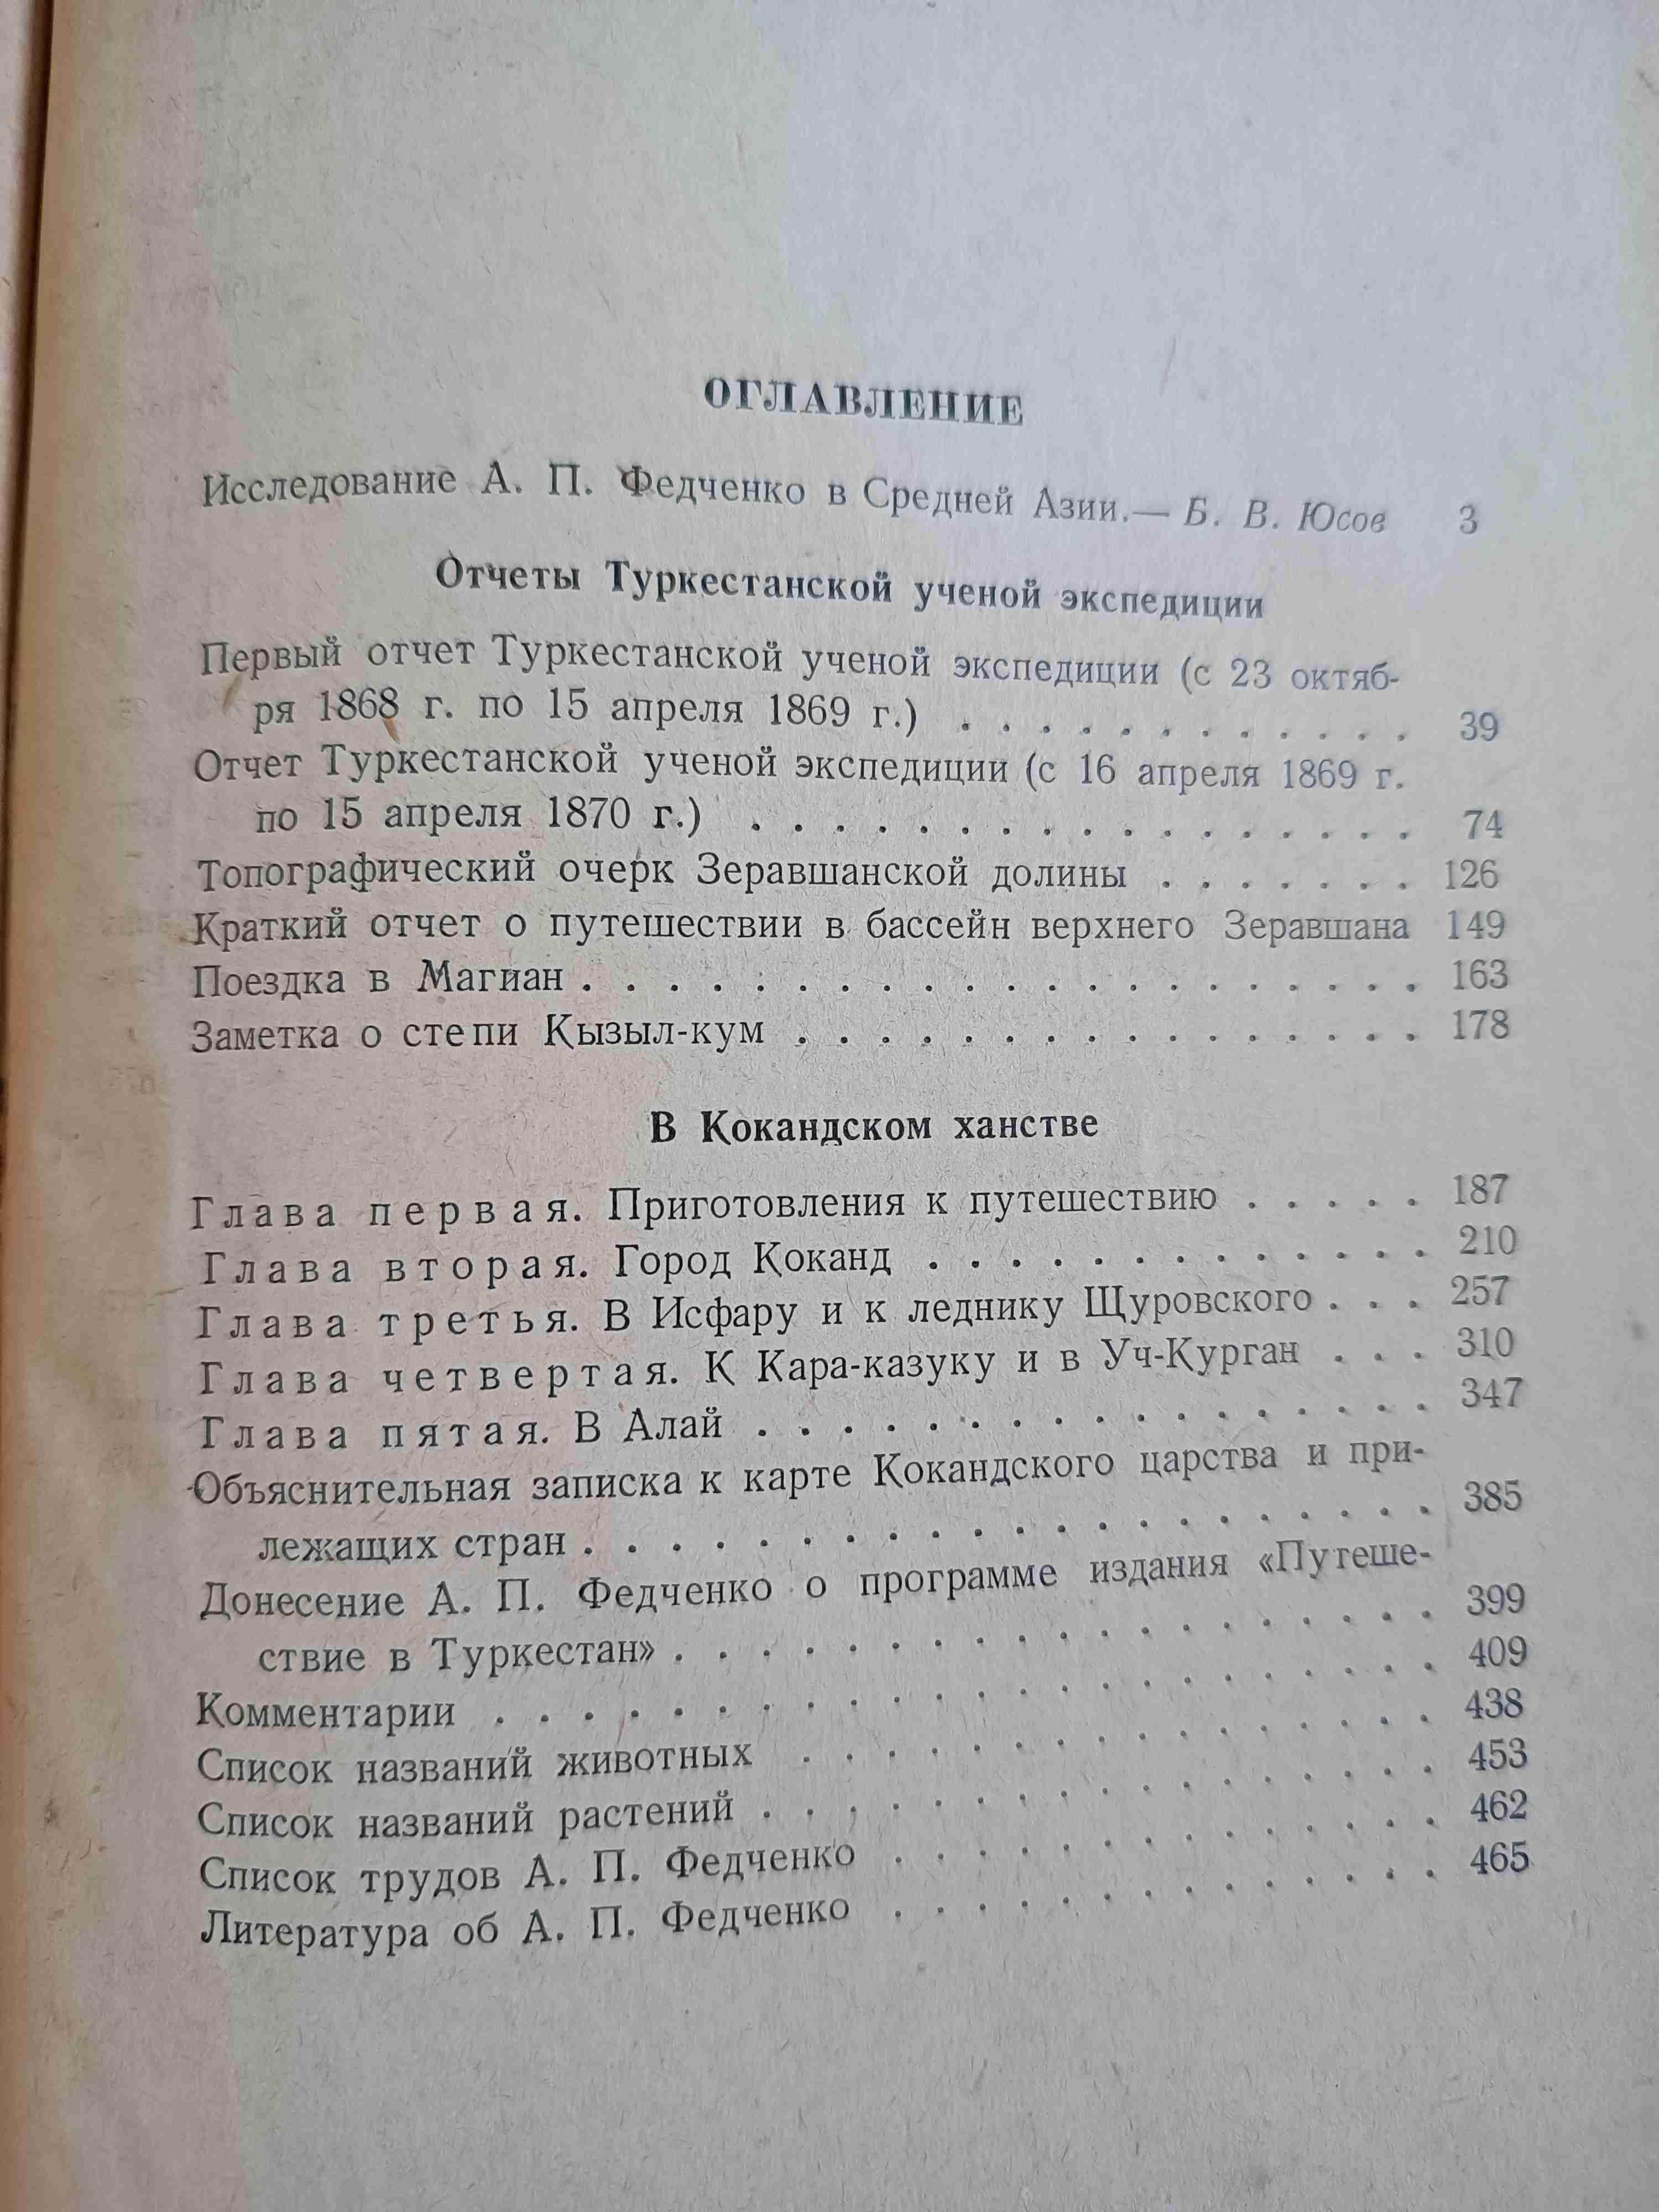 ОГЛАВЛЕНИЕ
Исследование А. П. Федченко в Средней Азии.— Б. В. Юсов 3
Отчеты Туркестанской ученой экспедиции
Первый отчет Туркестанской ученой экспедиции (с 23 октяб-
ря 1868 г. по 15 апреля 1869 г.) . . . . . . . . . . . . 39
Отчет Туркестанской ученой экспедиции (с 16 апреля 1869 г.
по 15 апреля 1870 г.) . . . . . . . . . . . . . . . . . 74
Топографический очерк Зеравшанской долины . . . . . . . 126
Краткий отчет о путешествии в бассейн верхнего Зеравшана 149
Поездка в Магиан . . . . . . . . . . . . . . . . . . . . 163
Заметка о степи Кызыл-кум . . . . . . . . . . . . . . . . 178
В Кокандском ханстве
Глава первая. Приготовления к путешествию . . . . . 187
Глава вторая. Город Коканд . . . . . . . . . . . . . 210
Глава третья. В Исфару и к леднику Щуровского . . . 257
Глава четвертая. К Кара-казуку и в Уч-Курган . . . 310
Глава пятая. В Алай . . . . . . . . . . . . . . . . . 347
Объяснительная записка к карте Кокандского царства и при-
лежащих стран . . . . . . . . . . . . . . . . . . . . 385
Донесение А. П. Федченко о программе издания «Путеше-
ствие в Туркестан» . . . . . . . . . . . . . . . . . . 399
Комментарии . . . . . . . . . . . . . . . . . . . . . . 409
Список названий животных . . . . . . . . . . . . . . . 438
Список названий растений . . . . . . . . . . . . . . . . 453
Список трудов А. П. Федченко . . . . . . . . . . . . . 462
Литература об А. П. Федченко . . . . . . . . . . . . . 465